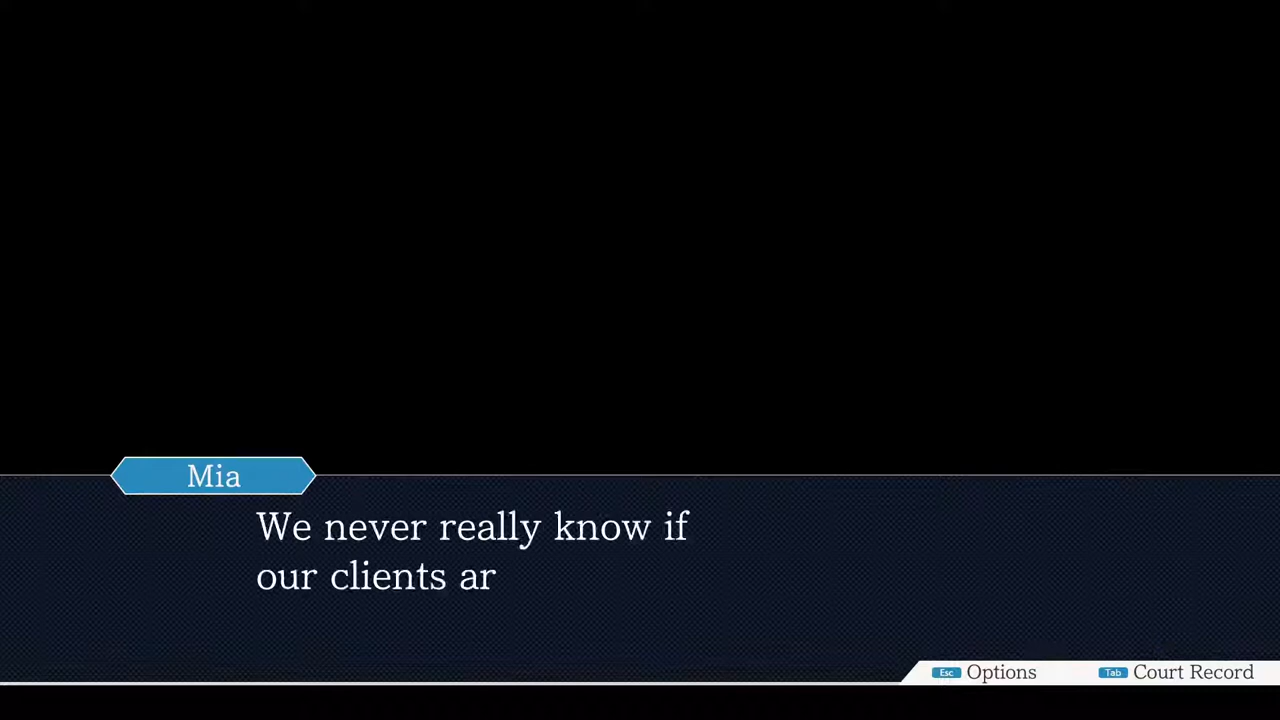 Mia
We never really know if
our clients ar
Esc Options Tab Court Record